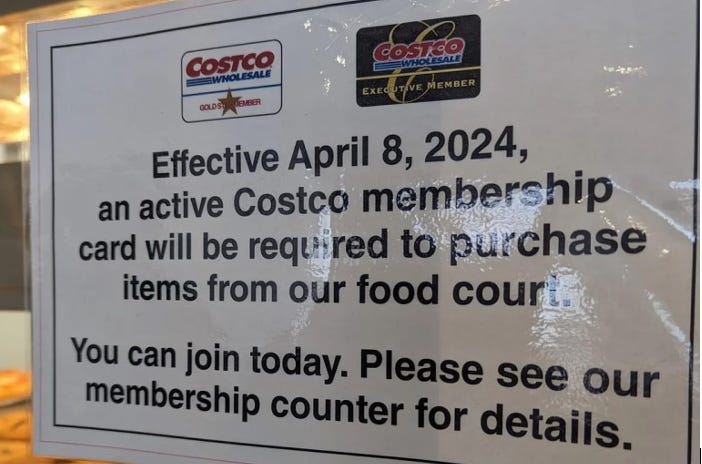 COSTCO
WHOLESALE
GOLD STAR MEMBER
COSTCO
WHOLESALE
EXECUTIVE MEMBER
Effective April 8, 2024,
an active Costco membership
card will be required to purchase
items from our food court.
You can join today. Please see our
membership counter for details.